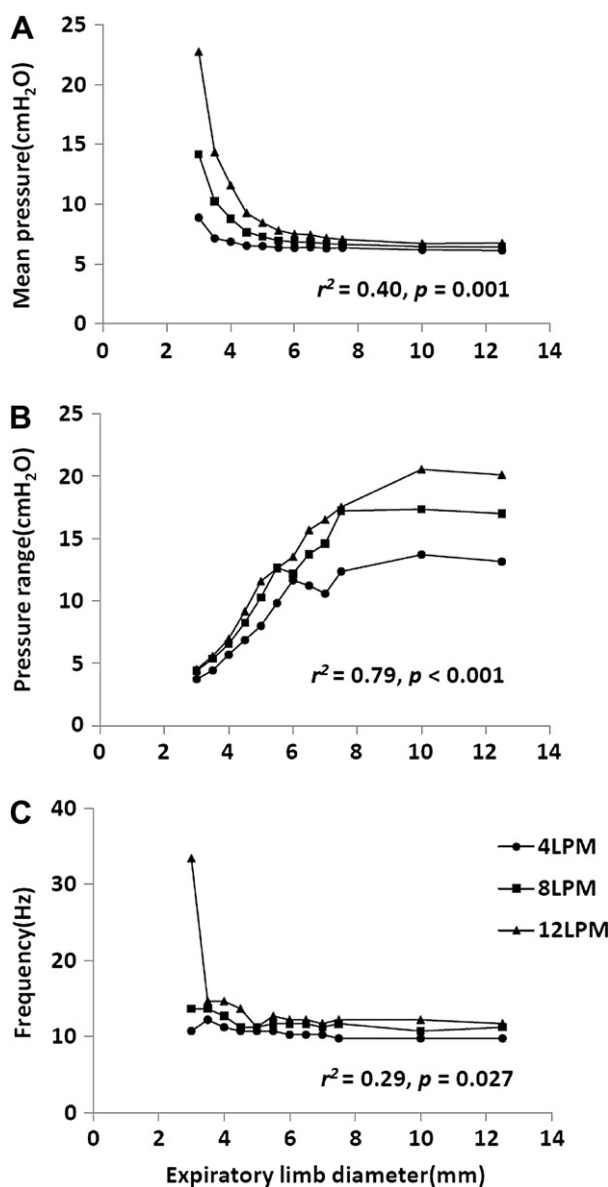 A
Mean pressure(cmH₂O)
25
20
15
10
5
0
0 2 4 6 8 10 12 14
r² = 0.40, p = 0.001
B
Pressure range(cmH₂O)
25
20
15
10
5
0
0 2 4 6 8 10 12 14
r² = 0.79, p < 0.001
C
Frequency(Hz)
40
30
20
10
0
0 2 4 6 8 10 12 14
4LPM
8LPM
12LPM
r² = 0.29, p = 0.027
Expiratory limb diameter(mm)